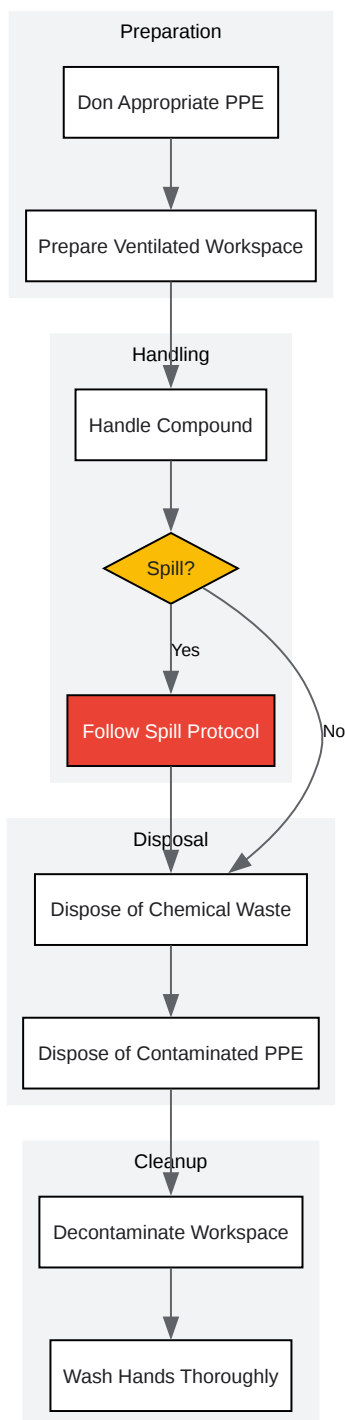 Preparation
Don Appropriate PPE
Prepare Ventilated Workspace
Handling
Handle Compound
Spill?
Yes
Follow Spill Protocol
No
Disposal
Dispose of Chemical Waste
Dispose of Contaminated PPE
Cleanup
Decontaminate Workspace
Wash Hands Thoroughly